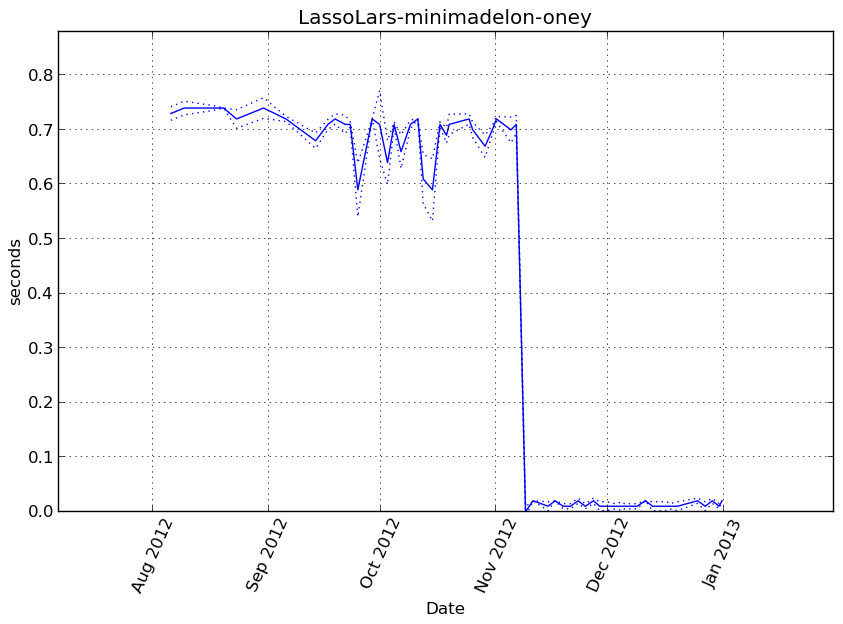 LassoLars-minimadelon-oney
0.8
0.7
0.6
0.5
0.4
0.3
0.2
0.1
0.0
seconds
Aug 2012
Sep 2012
Oct 2012
Nov 2012
Dec 2012
Jan 2013
Date